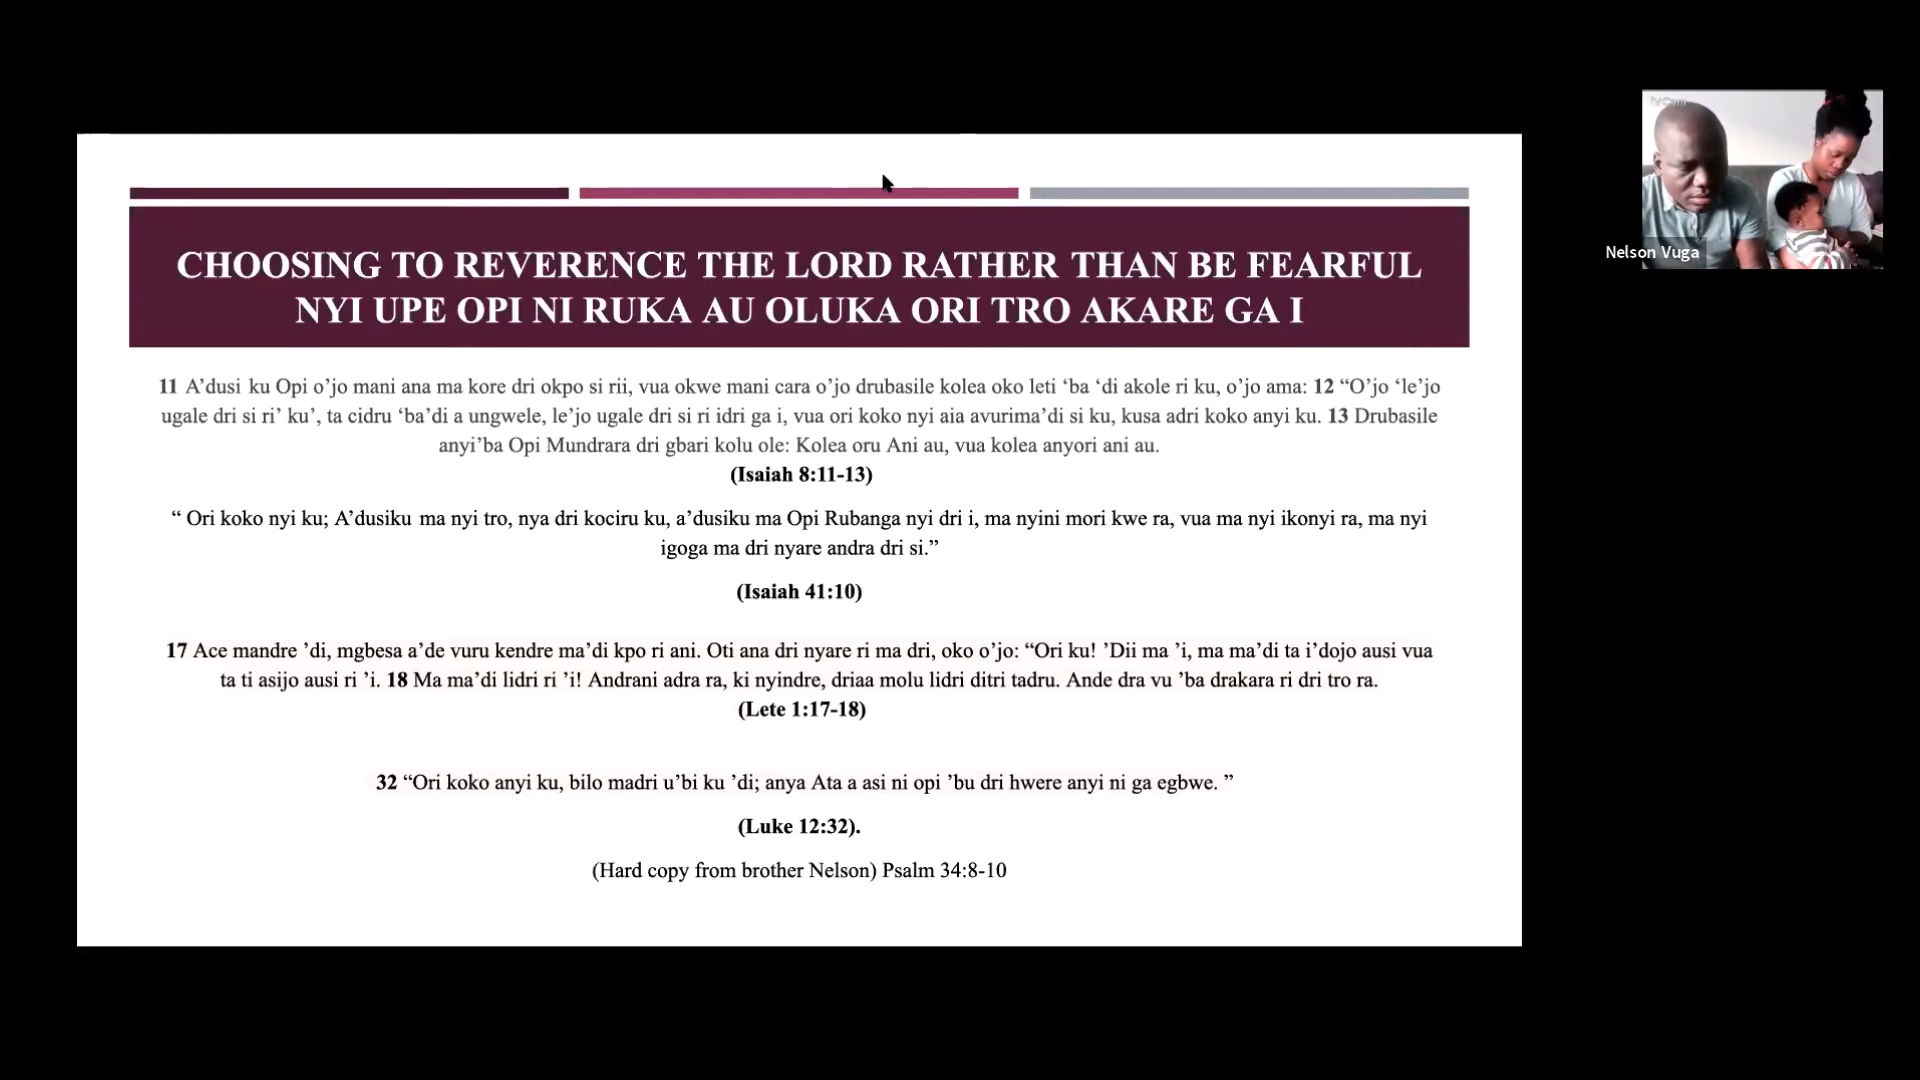 CHOOSING TO REVERENCE THE LORD RATHER THAN BE FEARFUL
NYI UPE OPI NI RUKA AU OLUKA ORI TRO AKARE GA I
11 A’dusi ku Opi o’jo mani ana ma kore dri okpo si rii, vua okwe mani cara o’jo drubasile kolea oko leti ‘ba ‘di akole ri ku, o’jo ama: 12 “O’jo ‘le’jo
ugale dri si ri’ ku’, ta cidru ‘ba’di a ungwele, le’jo ugale dri si ri idri ga i, vua ori koko nyi aia avurima’di si ku, kusa adri koko anyi ku. 13 Drubasile
anyi’ba Opi Mundrara dri gbari kolu ole: Kolea oru Ani au, vua kolea anyori ani au.
(Isaiah 8:11-13)
“ Ori koko nyi ku; A’dusiku ma nyi tro, nya dri kociru ku, a’dusiku ma Opi Rubanga nyi dri i, ma nyini mori kwe ra, vua ma nyi ikonyi ra, ma nyi
igoga ma dri nyare andra dri si.”
(Isaiah 41:10)
17 Ace mandre ’di, mgbesa a’de vuru kendre ma’di kpo ri ani. Oti ana dri nyare ri ma dri, oko o’jo: “Ori ku! ’Dii ma ’i, ma ma’di ta i’dojo ausi vua
ta ti asijo ausi ri ’i. 18 Ma ma’di lidri ri ’i! Andrani adra ra, ki nyindre, driaa molu lidri ditri tadru. Ande dra vu ’ba drakara ri dri tro ra.
(Lete 1:17-18)
32 “Ori koko anyi ku, bilo madri u’bi ku ’di; anya Ata a asi ni opi ’bu dri hwere anyi ni ga egbwe. ”
(Luke 12:32).
(Hard copy from brother Nelson) Psalm 34:8-10
Nelson Vuga